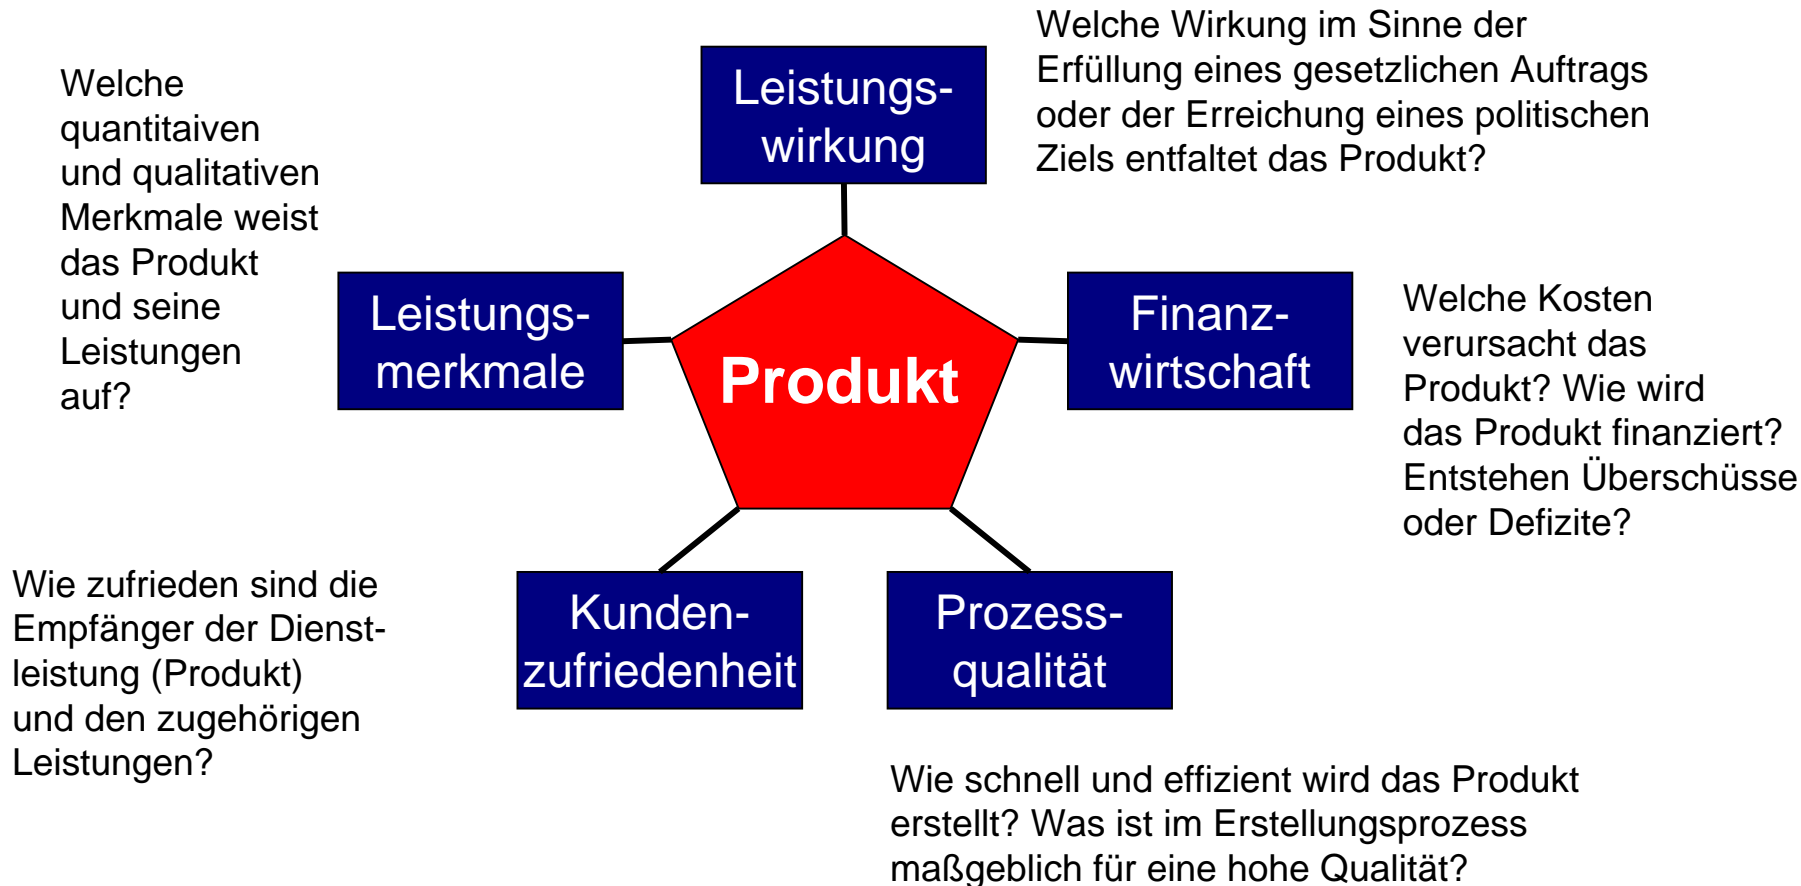 Welche Wirkung im Sinne der
Erfüllung eines gesetzlichen Auftrags
oder der Erreichung eines politischen
Ziels entfaltet das Produkt?
Leistungs-
wirkung
Welche
quantitaiven
und qualitativen
Merkmale weist
das Produkt
und seine
Leistungen
auf?
Leistungs-
merkmale
Produkt
Finanz-
wirtschaft
Welche Kosten
verursacht das
Produkt? Wie wird
das Produkt finanziert?
Entstehen Überschüsse
oder Defizite?
Wie zufrieden sind die
Empfänger der Dienst-
leistung (Produkt)
und den zugehörigen
Leistungen?
Kunden-
zufriedenheit
Prozess-
qualität
Wie schnell und effizient wird das Produkt
erstellt? Was ist im Erstellungsprozess
maßgeblich für eine hohe Qualität?